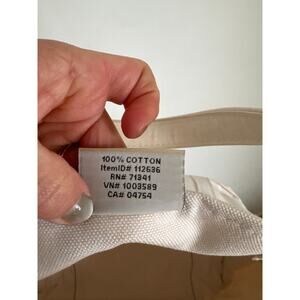 100% COTTON
ItemID# 112636
RN# 71341
VN# 1003589
CA# 04754